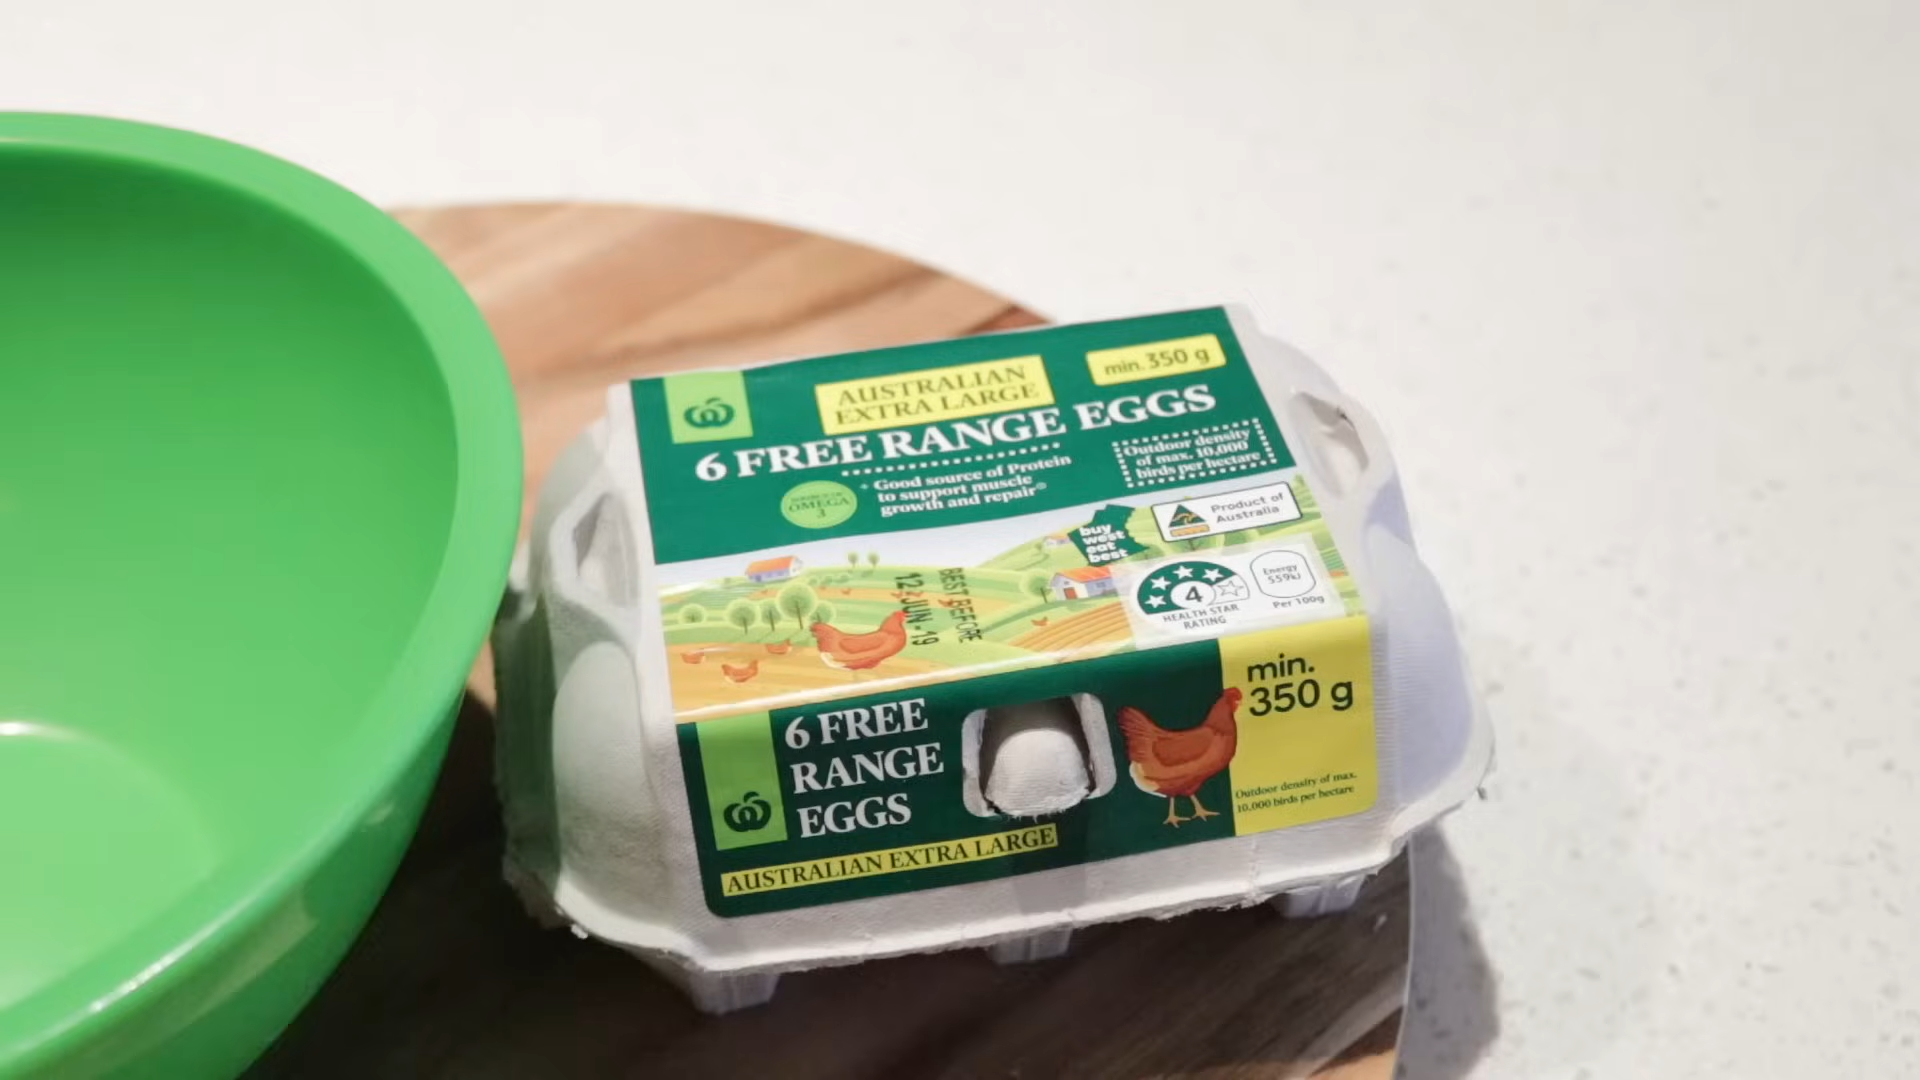 AUSTRALIAN
EXTRA LARGE
min. 350 g
6 FREE RANGE EGGS
OMEGA
3
+ Good source of Protein
to support muscle
growth and repair
Outdoor density
of max. 10,000
birds per hectare
buy
west
eat
best
Product of
Australia
BEST BEFORE
12 JUN-19
4
HEALTH STAR
RATING
Energy
559kJ
Per 100g
6 FREE
RANGE
EGGS
AUSTRALIAN EXTRA LARGE
min.
350 g
Outdoor density of max.
10,000 birds per hectare